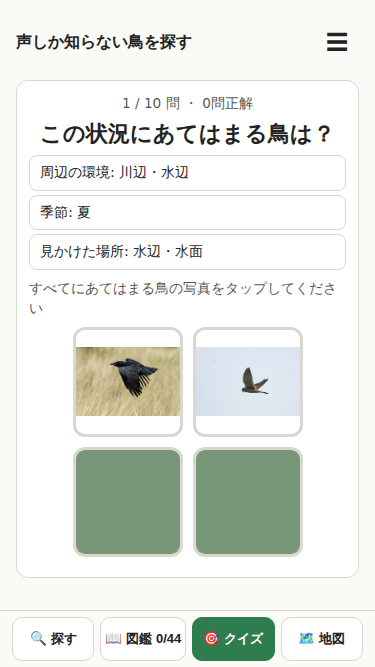 声しか知らない鳥を探す
1 / 10 問 ・ 0問正解
この状況にあてはまる鳥は？
周辺の環境: 川辺・水辺
季節: 夏
見かけた場所: 水辺・水面
すべてにあてはまる鳥の写真をタップしてくださ
い
探す
図鑑 0/44
クイズ
地図